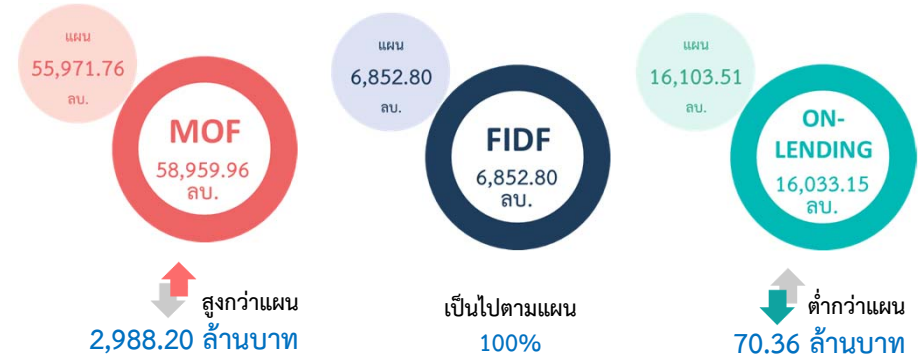 แผน
55,971.76
ลบ.
MOF
58,959.96
ลบ.
สูงกว่าแผน
2,988.20 ล้านบาท
แผน
6,852.80
ลบ.
FIDF
6,852.80
ลบ.
เป็นไปตามแผน
100%
แผน
16,103.51
ลบ.
ON-
LENDING
16,033.15
ลบ.
ต่ำกว่าแผน
70.36 ล้านบาท